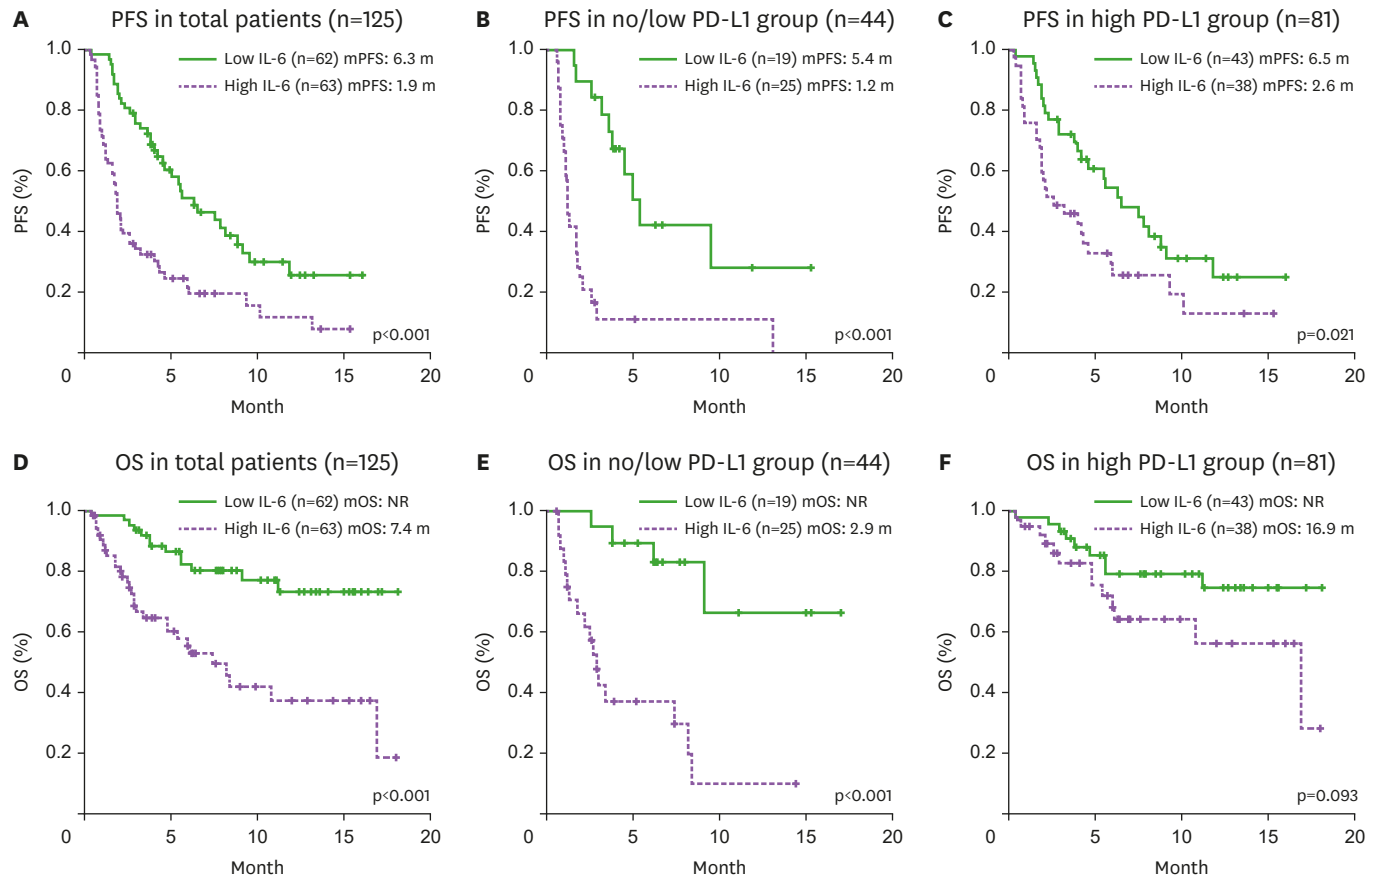 A PFS in total patients (n=125)
Low IL-6 (n=62) mPFS: 6.3 m
High IL-6 (n=63) mPFS: 1.9 m
1.0
0.8
0.6
0.4
0.2
0
PFS (%)
p<0.001
5 10 15 20
Month
B PFS in no/low PD-L1 group (n=44)
Low IL-6 (n=19) mPFS: 5.4 m
High IL-6 (n=25) mPFS: 1.2 m
1.0
0.8
0.6
0.4
0.2
0
PFS (%)
p<0.001
5 10 15 20
Month
C PFS in high PD-L1 group (n=81)
Low IL-6 (n=43) mPFS: 6.5 m
High IL-6 (n=38) mPFS: 2.6 m
1.0
0.8
0.6
0.4
0.2
0
PFS (%)
p=0.021
5 10 15 20
Month
D OS in total patients (n=125)
Low IL-6 (n=62) mOS: NR
High IL-6 (n=63) mOS: 7.4 m
1.0
0.8
0.6
0.4
0.2
0
OS (%)
p<0.001
5 10 15 20
Month
E OS in no/low PD-L1 group (n=44)
Low IL-6 (n=19) mOS: NR
High IL-6 (n=25) mOS: 2.9 m
1.0
0.8
0.6
0.4
0.2
0
OS (%)
p<0.001
5 10 15 20
Month
F OS in high PD-L1 group (n=81)
Low IL-6 (n=43) mOS: NR
High IL-6 (n=38) mOS: 16.9 m
1.0
0.8
0.6
0.4
0.2
0
OS (%)
p=0.093
5 10 15 20
Month